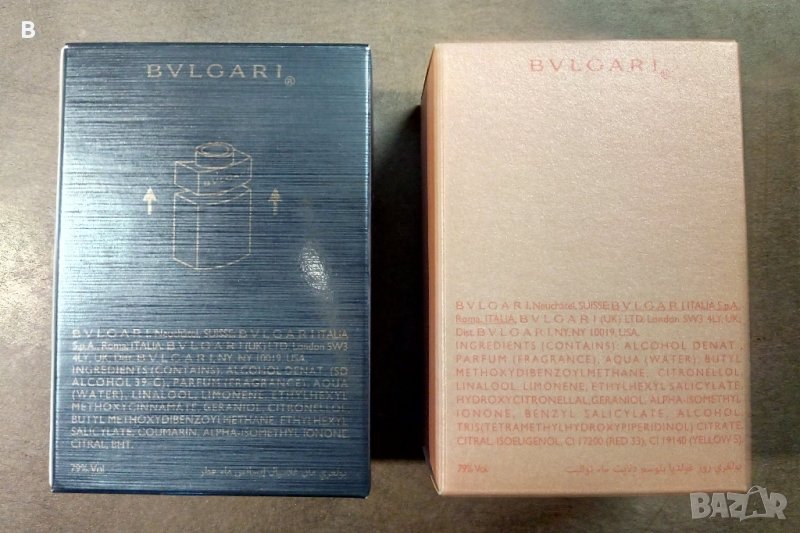 B
BVLGARI®
BVLGARI, Neuchâtel, SUISSE. BVLGARI ITALIA
S.p.A., Roma, ITALIA, BVLGARI (UK) LTD, London SW3
4LY, UK. Dist. BVLGARI, NY, NY 10019, USA.
INGREDIENTS (CONTAINS): ALCOHOL DENAT. (SD
ALCOHOL 39-C), PARFUM (FRAGRANCE), AQUA
(WATER), LINALOOL, LIMONENE, ETHYLHEXYL
METHOXYCINNAMATE, GERANIOL, CITRONELLOL,
BUTYL METHOXYDIBENZOYLMETHANE, ETHYLHEXYL
SALICYLATE, COUMARIN, ALPHA-ISOMETHYL IONONE,
CITRAL, BHT.
79% Vol
BVLGARI®
BVLGARI, Neuchâtel, SUISSE. BVLGARI ITALIA S.p.A.,
Roma, ITALIA, BVLGARI (UK) LTD, London SW3 4LY, UK.
Dist. BVLGARI, NY, NY 10019, USA.
INGREDIENTS (CONTAINS): ALCOHOL DENAT.,
PARFUM (FRAGRANCE), AQUA (WATER), BUTYL
METHOXYDIBENZOYLMETHANE, CITRONELLOL,
LINALOOL, LIMONENE, ETHYLHEXYL SALICYLATE,
HYDROXYCITRONELLAL, GERANIOL, ALPHA-ISOMETHYL
IONONE, BENZYL SALICYLATE, ALCOHOL,
TRIS(TETRAMETHYLHYDROXYPIPERIDINOL) CITRATE,
CITRAL, ISOEUGENOL, CI 17200 (RED 33), CI 19140 (YELLOW 5).
79% Vol
BAZAR